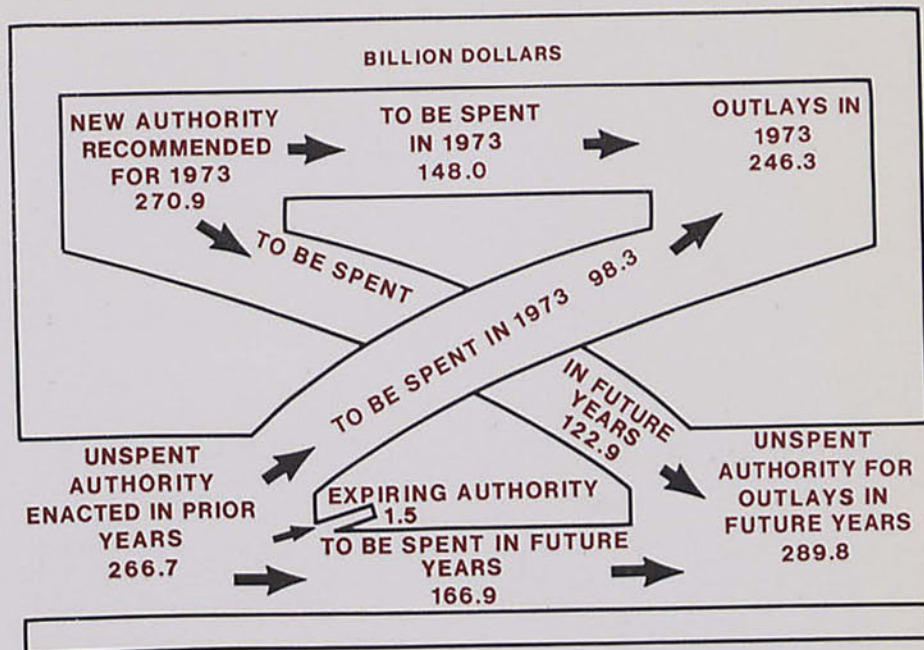 BILLION DOLLARS
NEW AUTHORITY
RECOMMENDED
FOR 1973
270.9
TO BE SPENT
IN 1973
148.0
OUTLAYS IN
1973
246.3
TO BE SPENT
IN FUTURE
YEARS
122.9
TO BE SPENT IN 1973 98.3
UNSPENT
AUTHORITY
ENACTED IN PRIOR
YEARS
266.7
EXPIRING AUTHORITY
1.5
TO BE SPENT IN FUTURE
YEARS
166.9
UNSPENT
AUTHORITY FOR
OUTLAYS IN
FUTURE YEARS
289.8